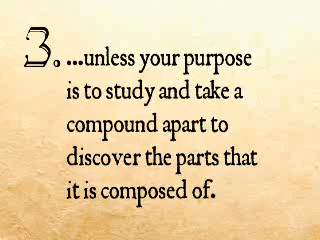 3. ...unless your purpose
is to study and take a
compound apart to
discover the parts that
it is composed of.